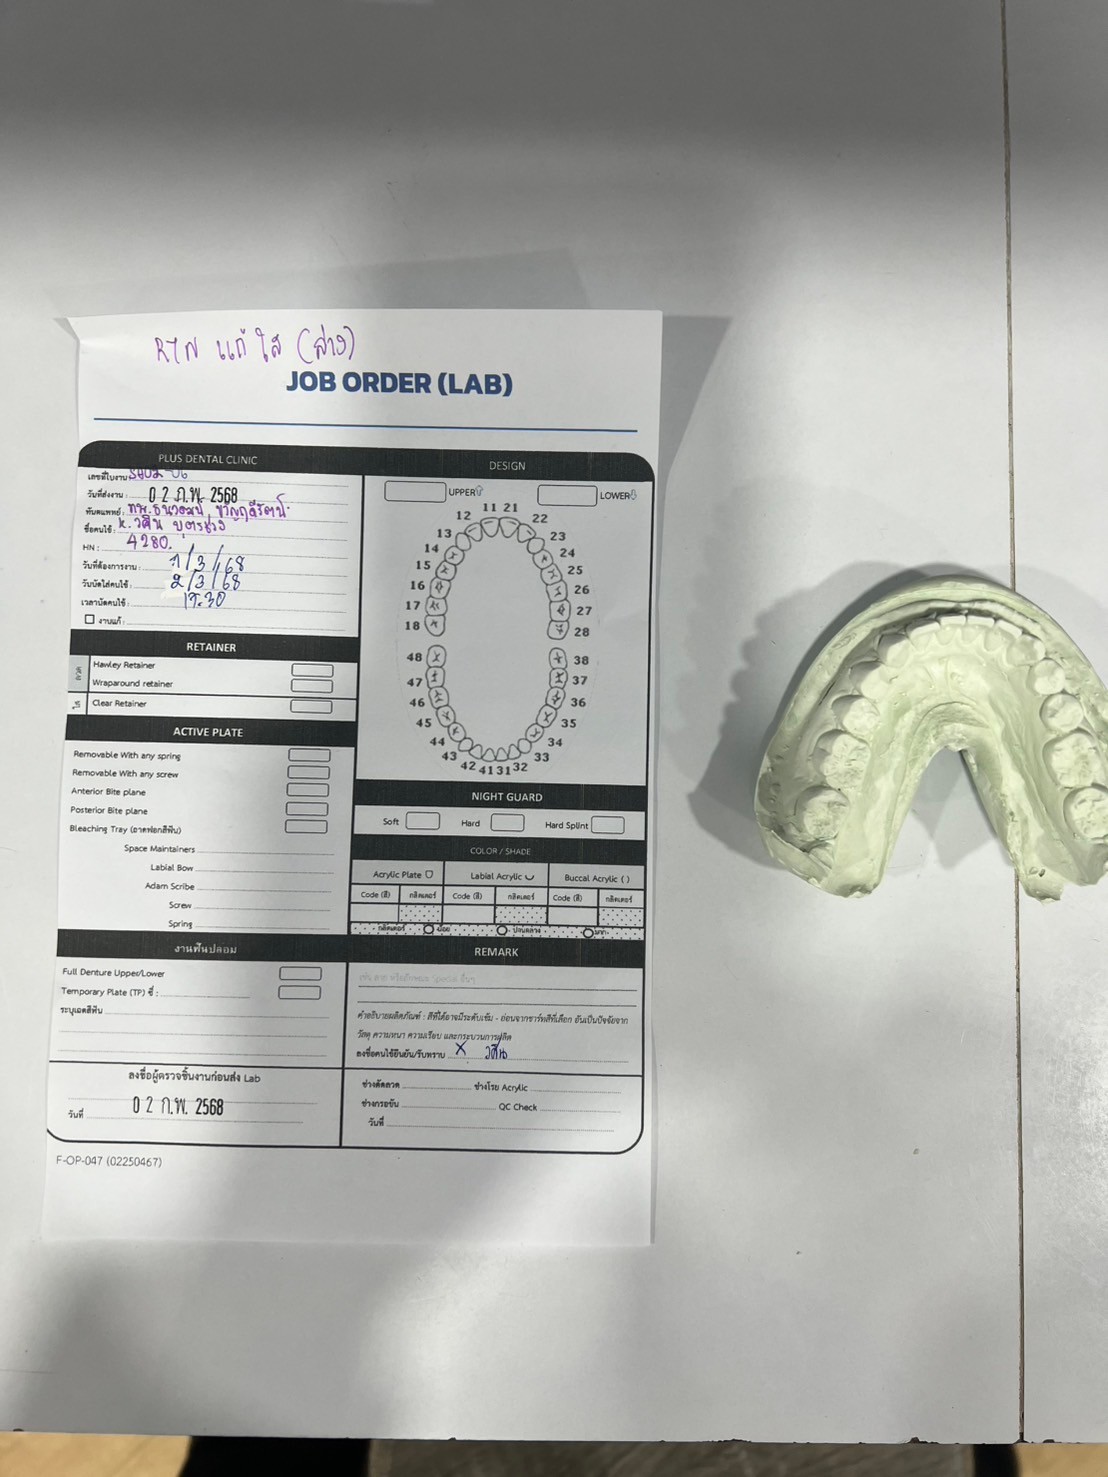 RTN แก้ ใส (ล่าง)
JOB ORDER (LAB)
PLUS DENTAL CLINIC
เลขที่ใบงาน
วันที่ส่งงาน : 02 ก.พ. 2568
ทันตแพทย์: ทพ.ธนวัฒน์
ชื่อคนไข้ : K. วศิน บุตรช่วง
HN : 4280.
วันที่ต้องการงาน : 1/3/68
วันนัดใส่คนไข้ : 2/3/68
เวลานัดคนไข้ : 17.30
งานแก้ :
RETAINER
ลวด
Hawley Retainer
Wraparound retainer
ใส
Clear Retainer
ACTIVE PLATE
Removable With any spring
Removable With any screw
Anterior Bite plane
Posterior Bite plane
Bleaching Tray (ถาดฟอกสีฟัน)
Space Maintainers
Labial Bow
Adam Scribe
Screw
Spring
งานฟันปลอม
Full Denture Upper/Lower
Temporary Plate (TP) ซี่ :
ระบุเฉดสีฟัน
ลงชื่อผู้ตรวจชิ้นงานก่อนส่ง Lab
วันที่ 02 ก.พ. 2568
F-OP-047 (02250467)
DESIGN
UPPER LOWER
11 21
12 22
13 23
14 24
15 25
16 26
17 27
18 28
48 38
47 37
46 36
45 35
44 34
43 33
42 41 31 32
NIGHT GUARD
Soft Hard Hard Splint
COLOR / SHADE
Acrylic Plate Labial Acrylic Buccal Acrylic ( )
Code (สี) กลิตเตอร์ Code (สี) กลิตเตอร์ Code (สี) กลิตเตอร์
กลิตเตอร์ น้อย ปานกลาง มาก
REMARK
คำอธิบายผลิตภัณฑ์ : สีที่ได้อาจมีระดับเข้ม - อ่อนจากชาร์ทสีที่เลือก อันเป็นปัจจัยจาก
วัสดุ ความหนา ความเรียบ และกระบวนการผลิต
ลงชื่อคนไข้ยืนยัน/รับทราบ X วศิน
ช่างดัดลวด ช่างโรย Acrylic
ช่างกรอขัด QC Check
วันที่